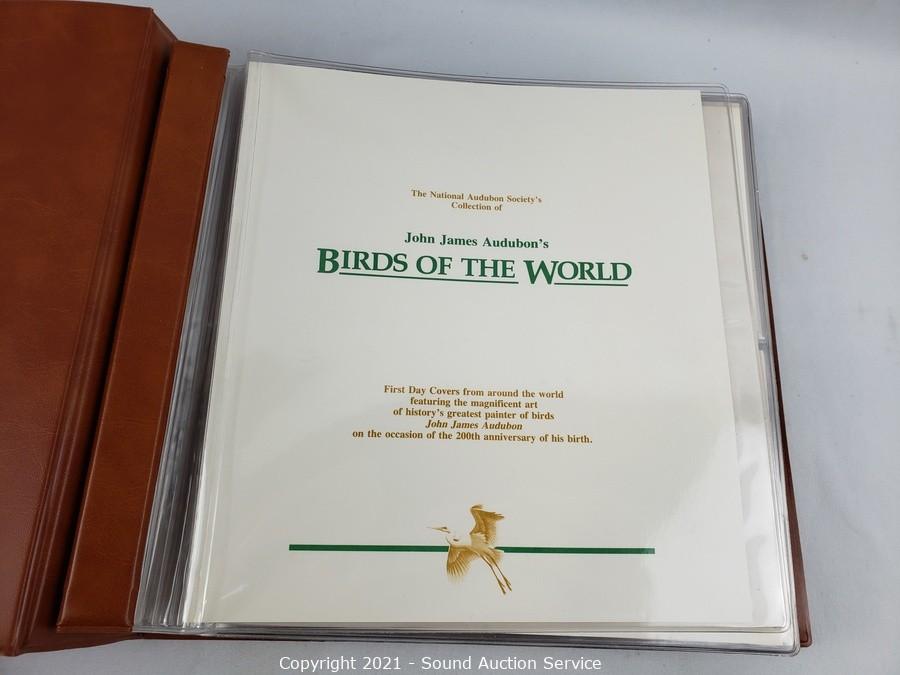 The National Audubon Society's
Collection of
John James Audubon's
BIRDS OF THE WORLD
First Day Covers from around the world
featuring the magnificent art
of history's greatest painter of birds
John James Audubon
on the occasion of the 200th anniversary of his birth.
Copyright 2021 - Sound Auction Service